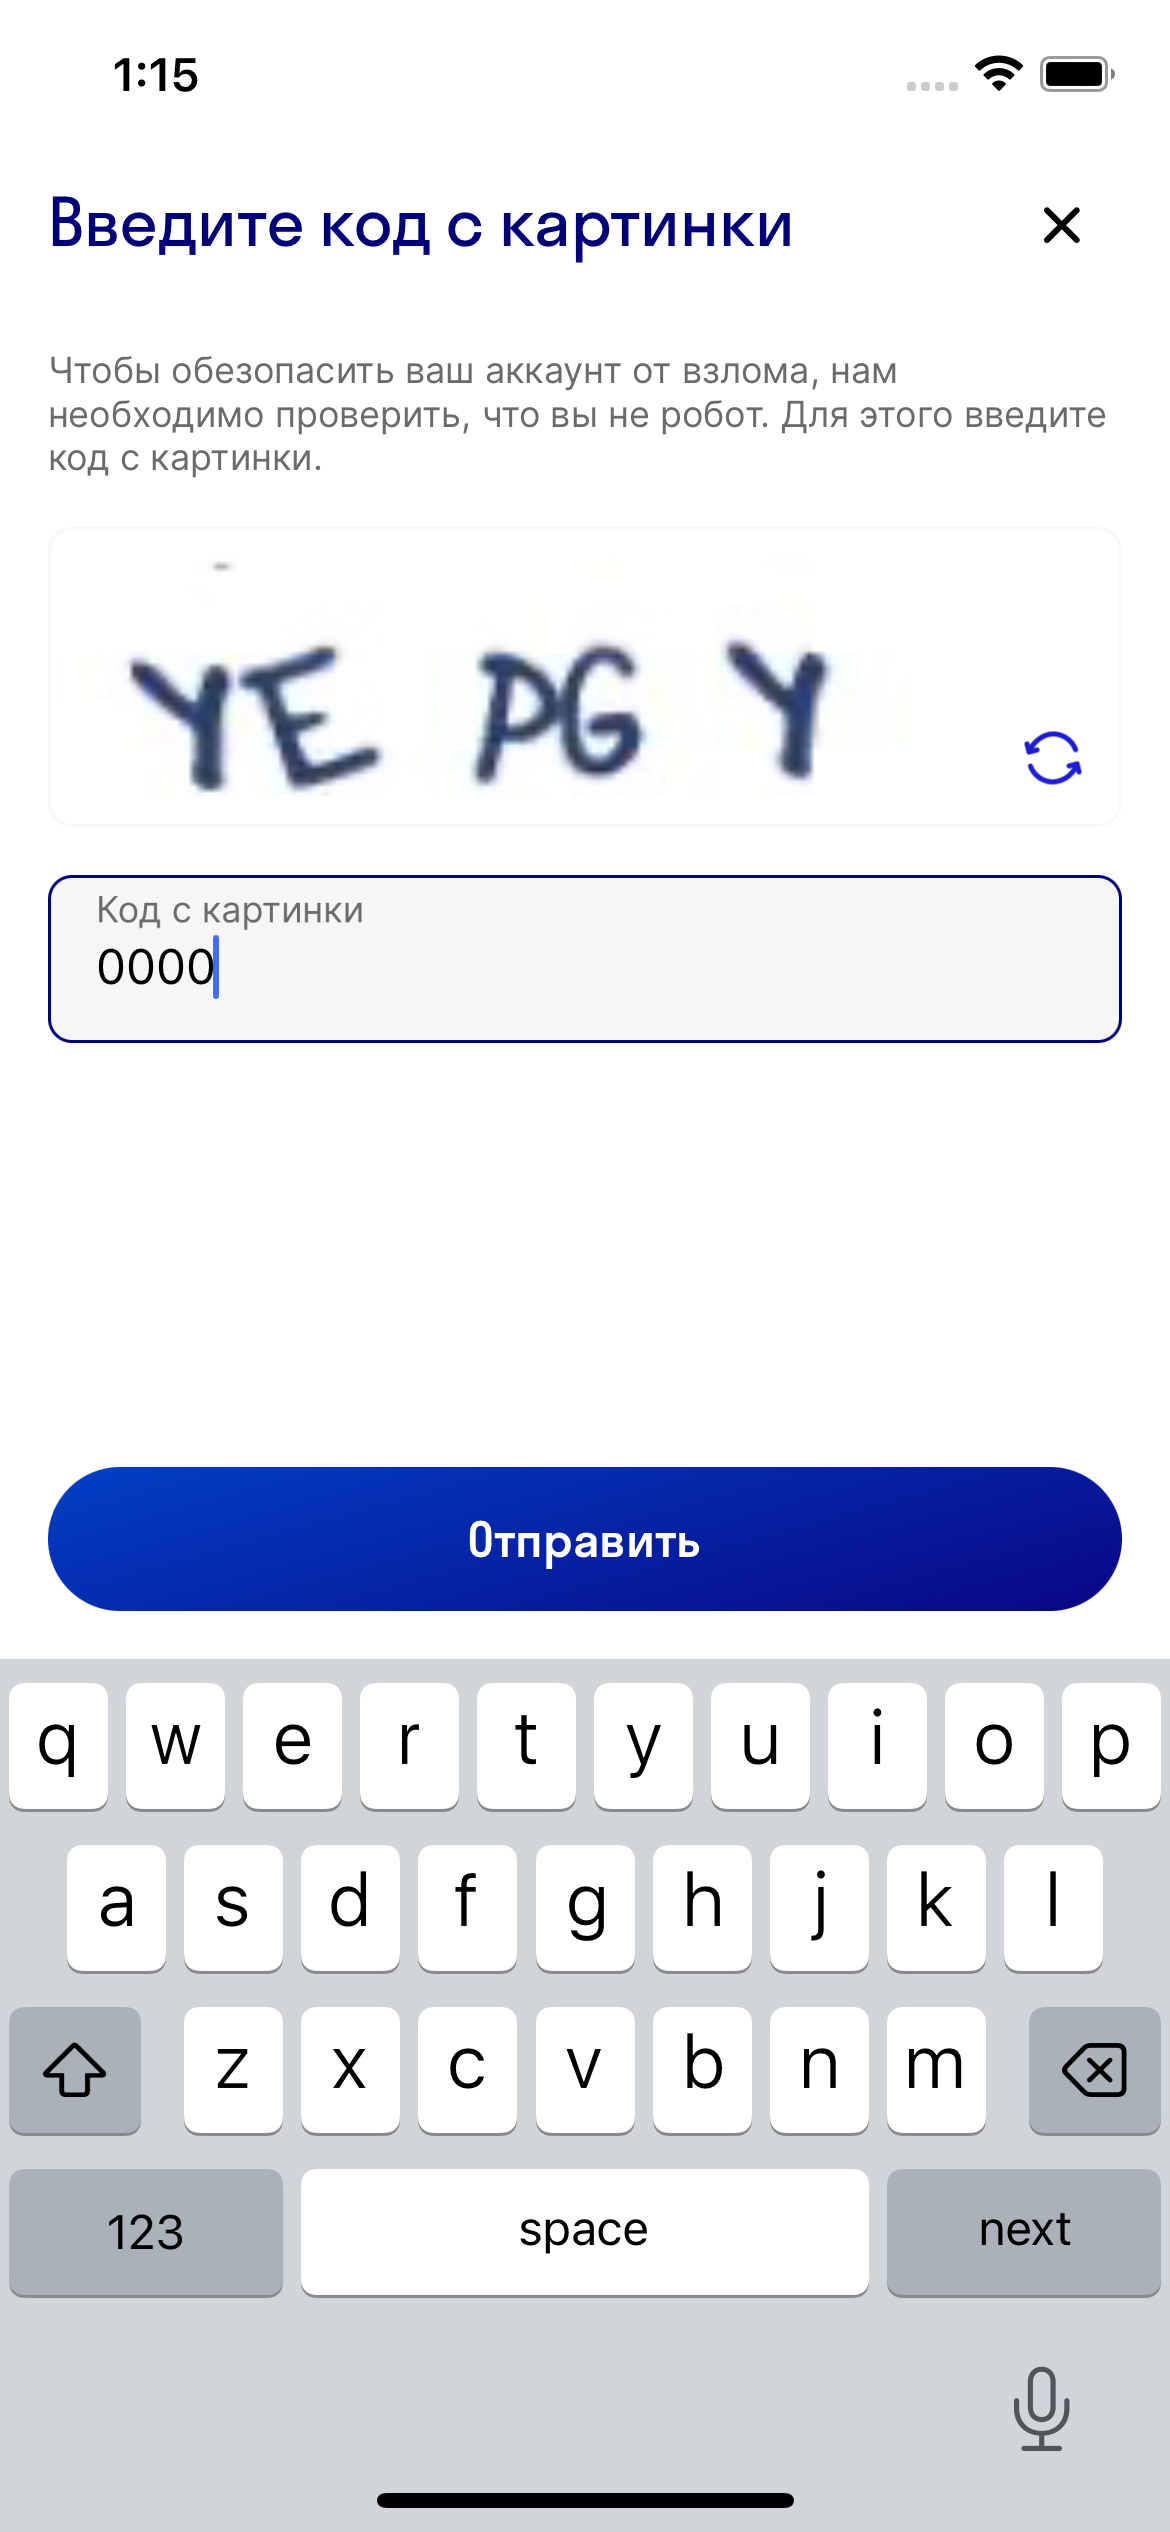 1:15
Введите код с картинки
Чтобы обезопасить ваш аккаунт от взлома, нам
необходимо проверить, что вы не робот. Для этого введите
код с картинки.
YE PG Y
Код с картинки
0000
Отправить
q w e r t y u i o p
a s d f g h j k l
z x c v b n m
123 space next